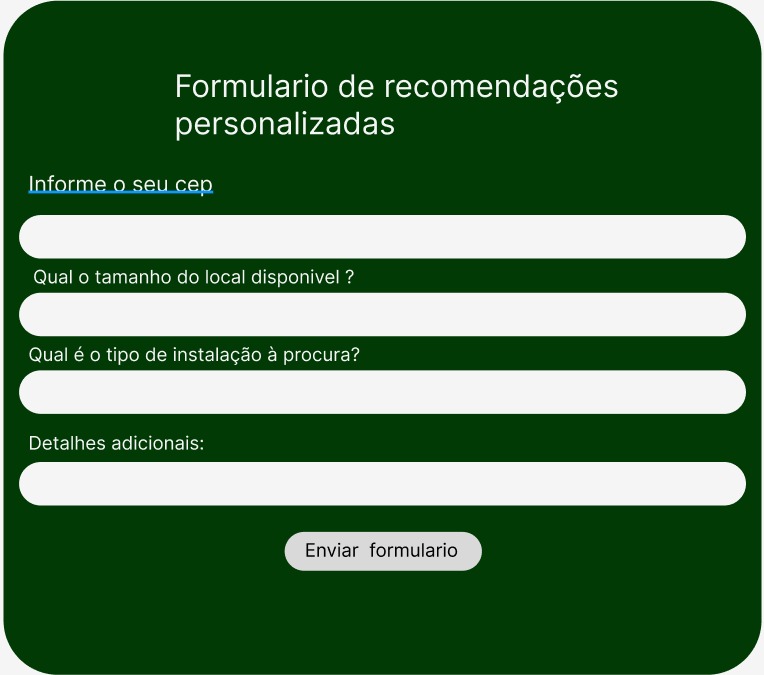 Formulario de recomendações
personalizadas
Informe o seu cep
Qual o tamanho do local disponivel ?
Qual é o tipo de instalação à procura?
Detalhes adicionais:
Enviar  formulario